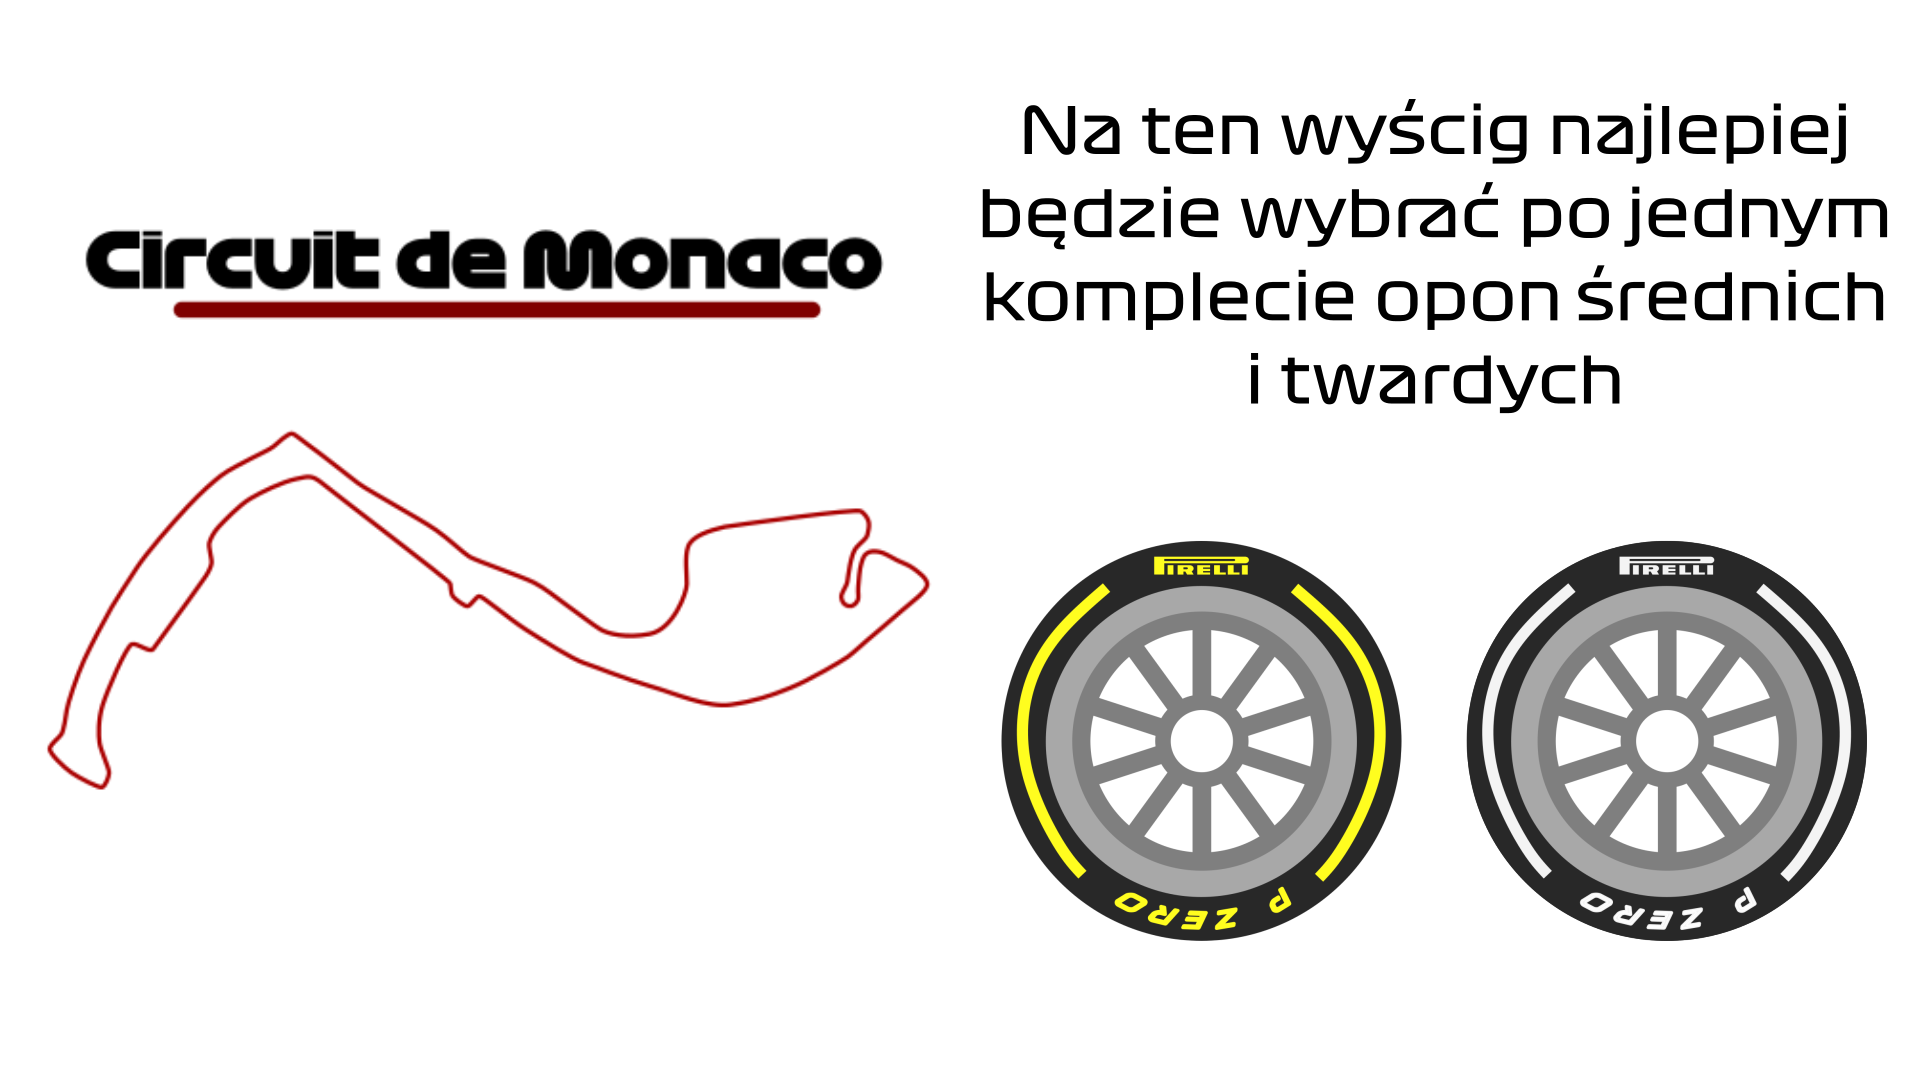 Circuit de Monaco
Na ten wyścig najlepiej
będzie wybrać po jednym
komplecie opon średnich
i twardych
PIRELLI
P ZERO
PIRELLI
P ZERO